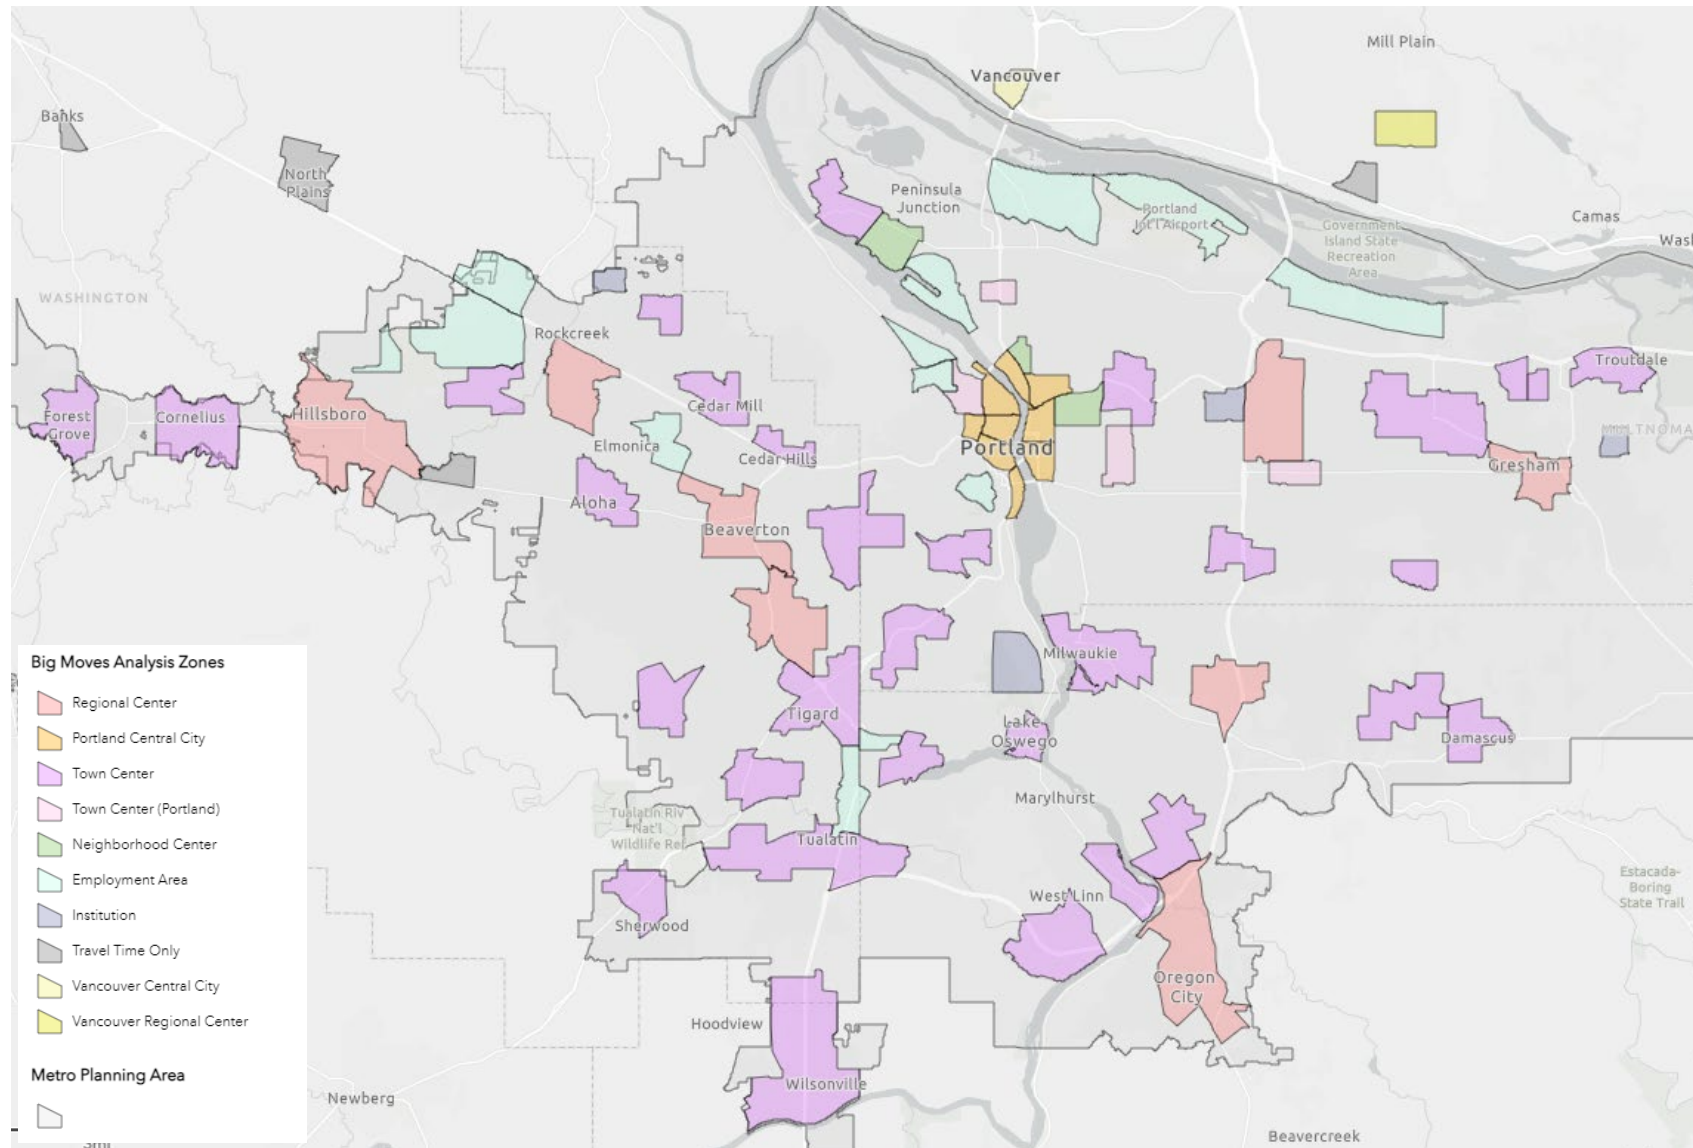 Mill Plain
Vancouver
Banks
North
Plains
Peninsula
Junction
Portland
Int'l Airport
Government
Island State
Recreation
Area
Camas
WASHINGTON
Rockcreek
Troutdale
Forest
Grove
Cornelius
Hillsboro
Cedar Mill
Elmonica
Cedar Hills
Portland
Gresham
Aloha
Beaverton
Milwaukie
Tigard
Lake
Oswego
Damascus
Marylhurst
Tualatin Riv
Nat'l
Wildlife Re
Tualatin
West Linn
Sherwood
Estacada-
Boring
State Trail
Oregon
City
Hoodview
Wilsonville
Newberg
Beavercreek
Big Moves Analysis Zones
Regional Center
Portland Central City
Town Center
Town Center (Portland)
Neighborhood Center
Employment Area
Institution
Travel Time Only
Vancouver Central City
Vancouver Regional Center
Metro Planning Area